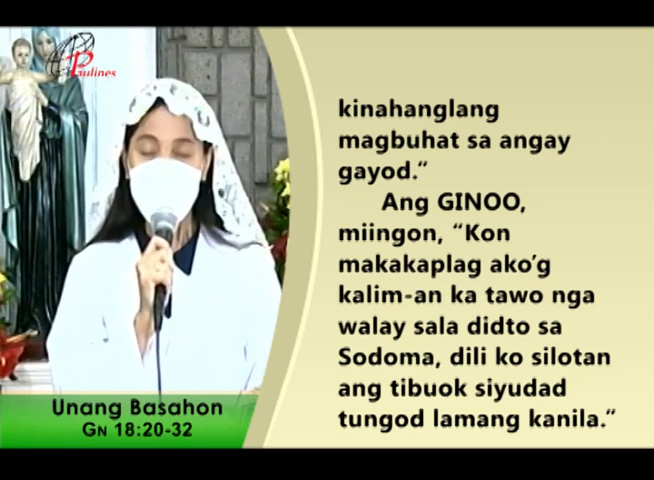 Paulines
kinahanglang
magbuhat sa angay
gayod.“
Ang GINOO,
miingon, “Kon
makakaplag ako’g
kalim-an ka tawo nga
walay sala didto sa
Sodoma, dili ko silotan
ang tibuok siyudad
tungod lamang kanila.“
Unang Basahon
GN 18:20-32